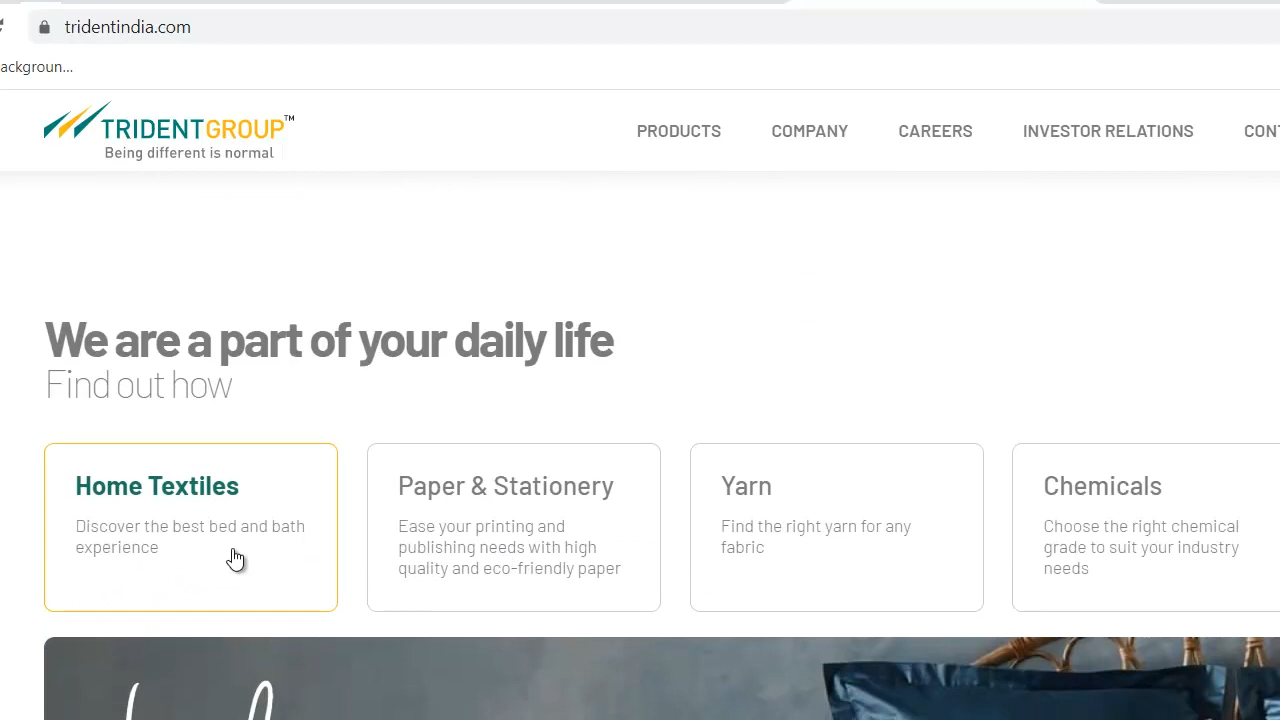 tridentindia.com
ackgroun...
TRIDENTGROUP™
Being different is normal
PRODUCTS COMPANY CAREERS INVESTOR RELATIONS CON
We are a part of your daily life
Find out how
Home Textiles
Discover the best bed and bath
experience
Paper & Stationery
Ease your printing and
publishing needs with high
quality and eco-friendly paper
Yarn
Find the right yarn for any
fabric
Chemicals
Choose the right chemical
grade to suit your industry
needs